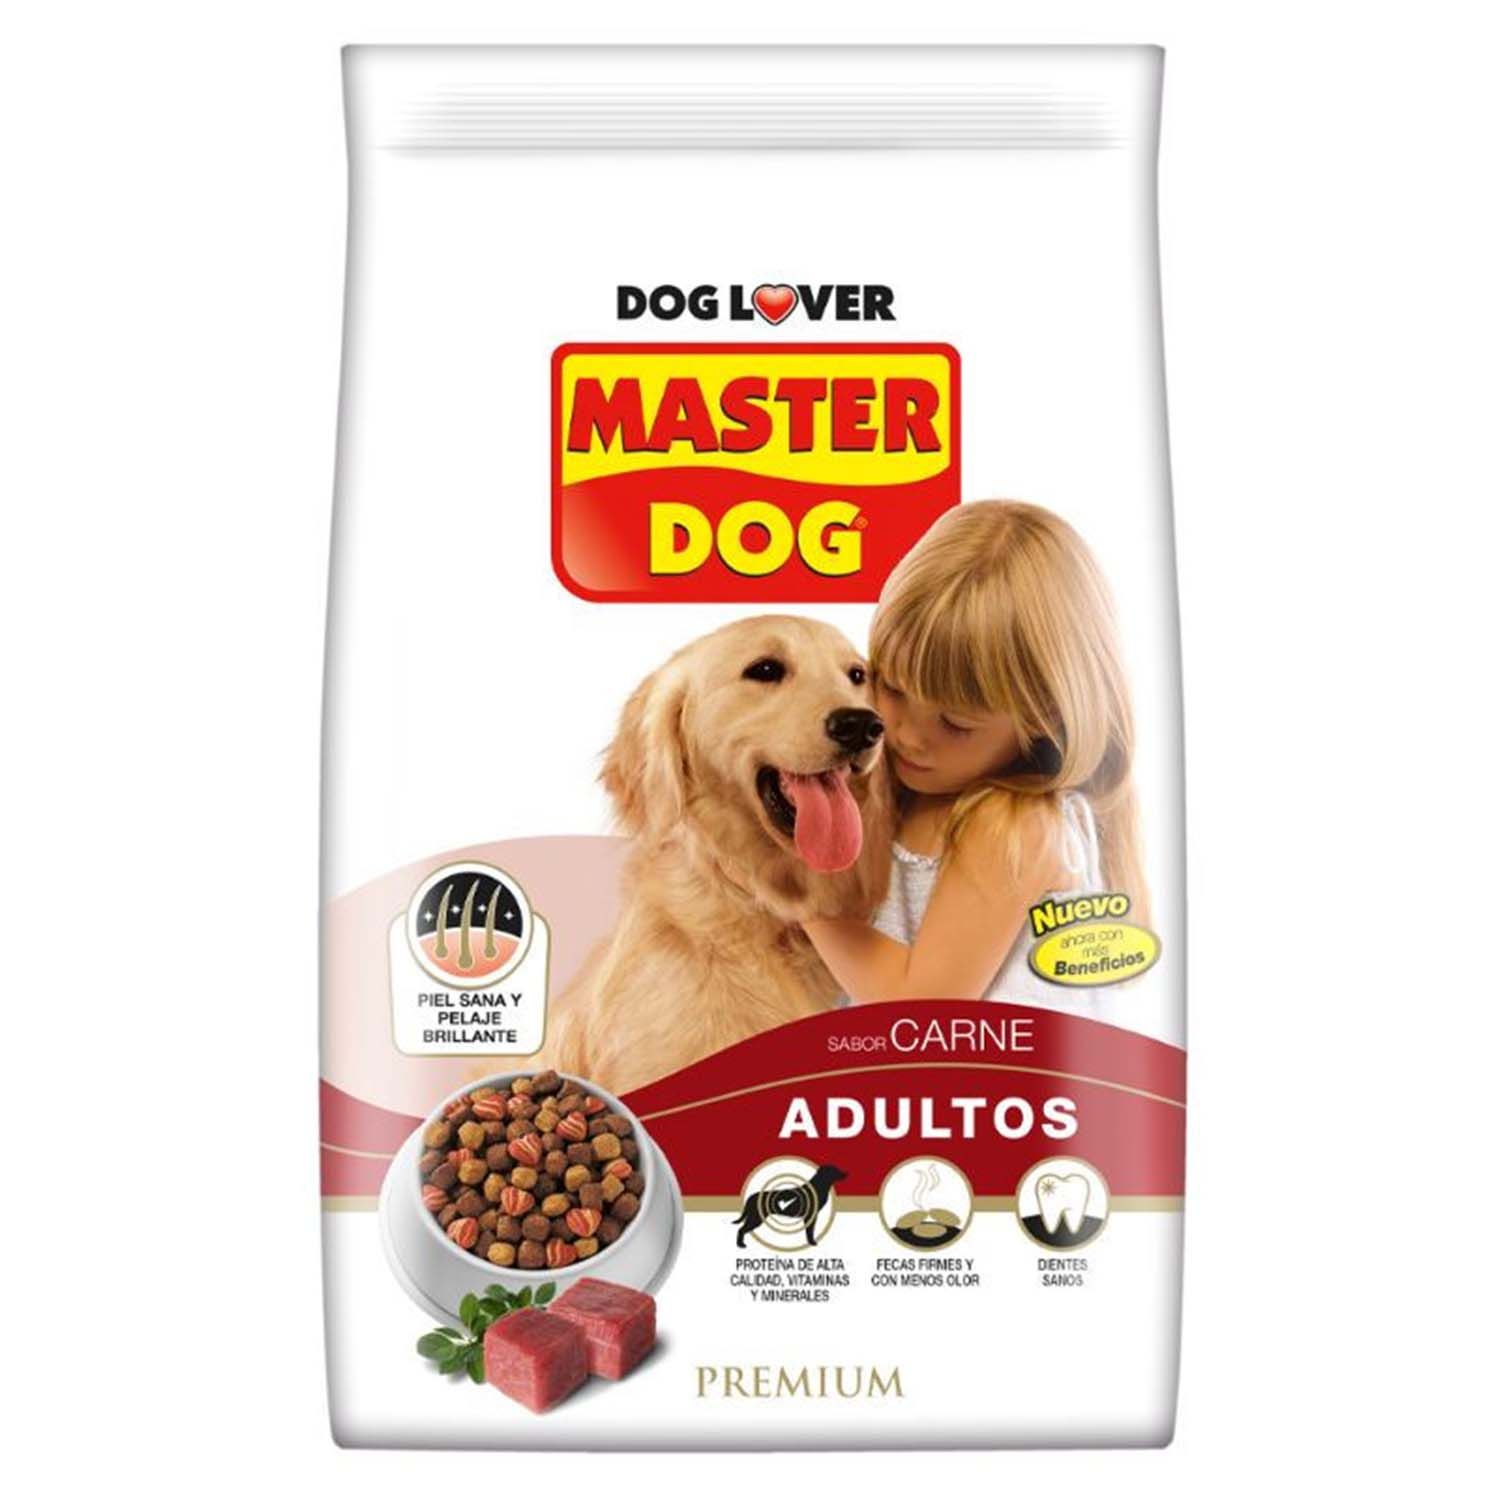 DOG LOVER
MASTER
DOG®
Nuevo
ahora con
más
Beneficios
PIEL SANA Y
PELAJE
BRILLANTE
SABOR CARNE
ADULTOS
PROTEÍNA DE ALTA
CALIDAD, VITAMINAS
Y MINERALES
FECAS FIRMES Y
CON MENOS OLOR
DIENTES
SANOS
PREMIUM